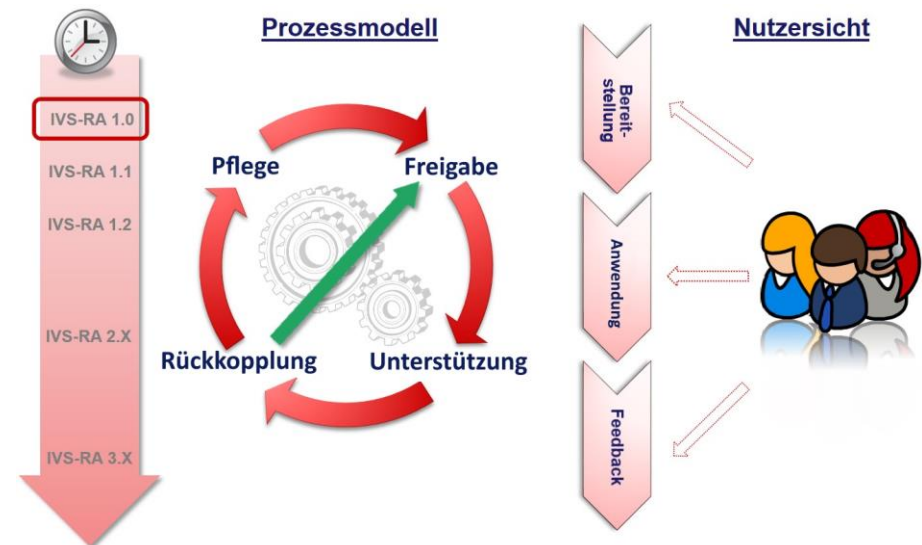 Prozessmodell
Nutzersicht
IVS-RA 1.0
IVS-RA 1.1
IVS-RA 1.2
IVS-RA 2.X
IVS-RA 3.X
Pflege
Freigabe
Rückkopplung
Unterstützung
Bereit-
stellung
Anwendung
Feedback